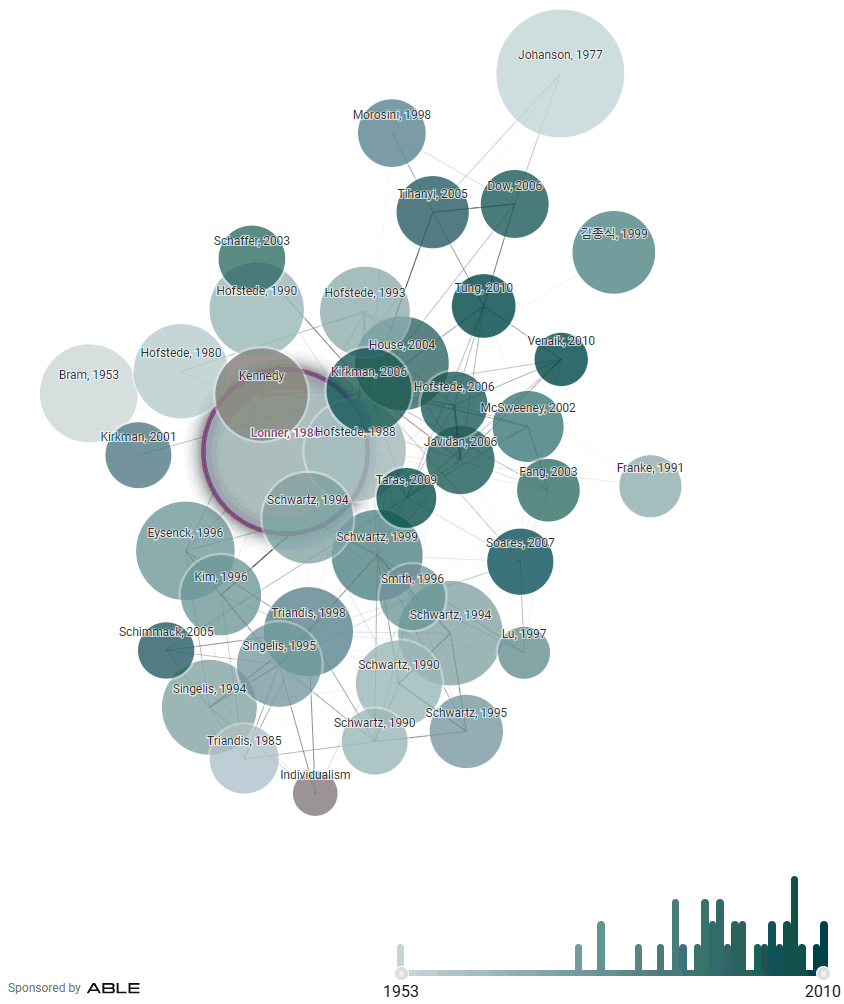 Johanson, 1977
Morosini, 1998
Tihanyi, 2005
Dow, 2006
김종식, 1999
Schaffer, 2003
Hofstede, 1990
Hofstede, 1993
Tung, 2010
Venaik, 2010
House, 2004
Hofstede, 1980
Bram, 1953
Kennedy
Kirkman, 2006
Hofstede, 2006
McSweeney, 2002
Kirkman, 2001
Lonner, 198
Hofstede, 1988
Javidan, 2006
Fang, 2003
Franke, 1991
Taras, 2009
Schwartz, 1994
Eysenck, 1996
Schwartz, 1999
Soares, 2007
Kim, 1996
Smith, 1996
Triandis, 1998
Schwartz, 1994
Schimmack, 2005
Singelis, 1995
Lu, 1997
Schwartz, 1990
Singelis, 1994
Schwartz, 1990
Schwartz, 1995
Triandis, 1985
Individualism
Sponsored by ABLE
1953
2010